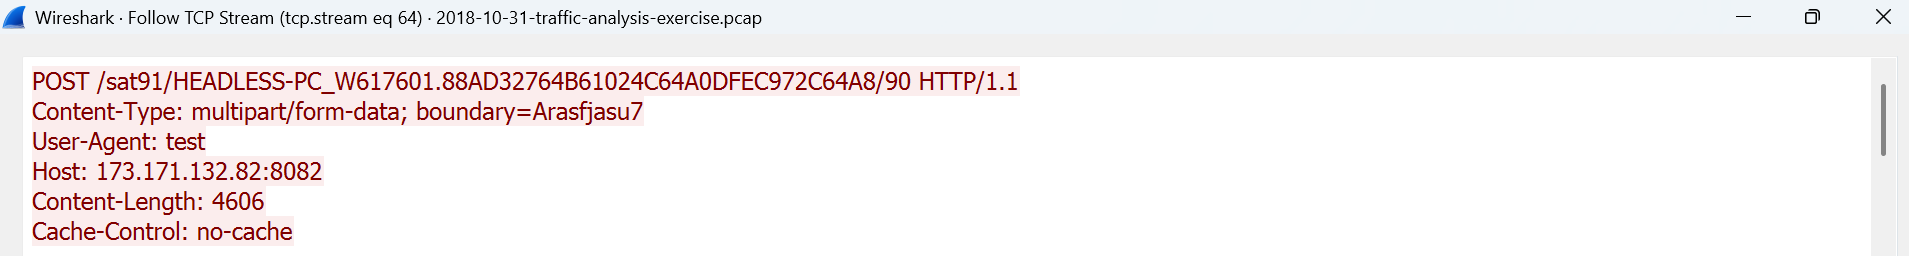 Wireshark · Follow TCP Stream (tcp.stream eq 64) · 2018-10-31-traffic-analysis-exercise.pcap
POST /sat91/HEADLESS-PC_W617601.88AD32764B61024C64A0DFEC972C64A8/90 HTTP/1.1
Content-Type: multipart/form-data; boundary=Arasfjasu7
User-Agent: test
Host: 173.171.132.82:8082
Content-Length: 4606
Cache-Control: no-cache